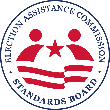 ELECTION ASSISTANCE COMMISSION
STANDARDS BOARD